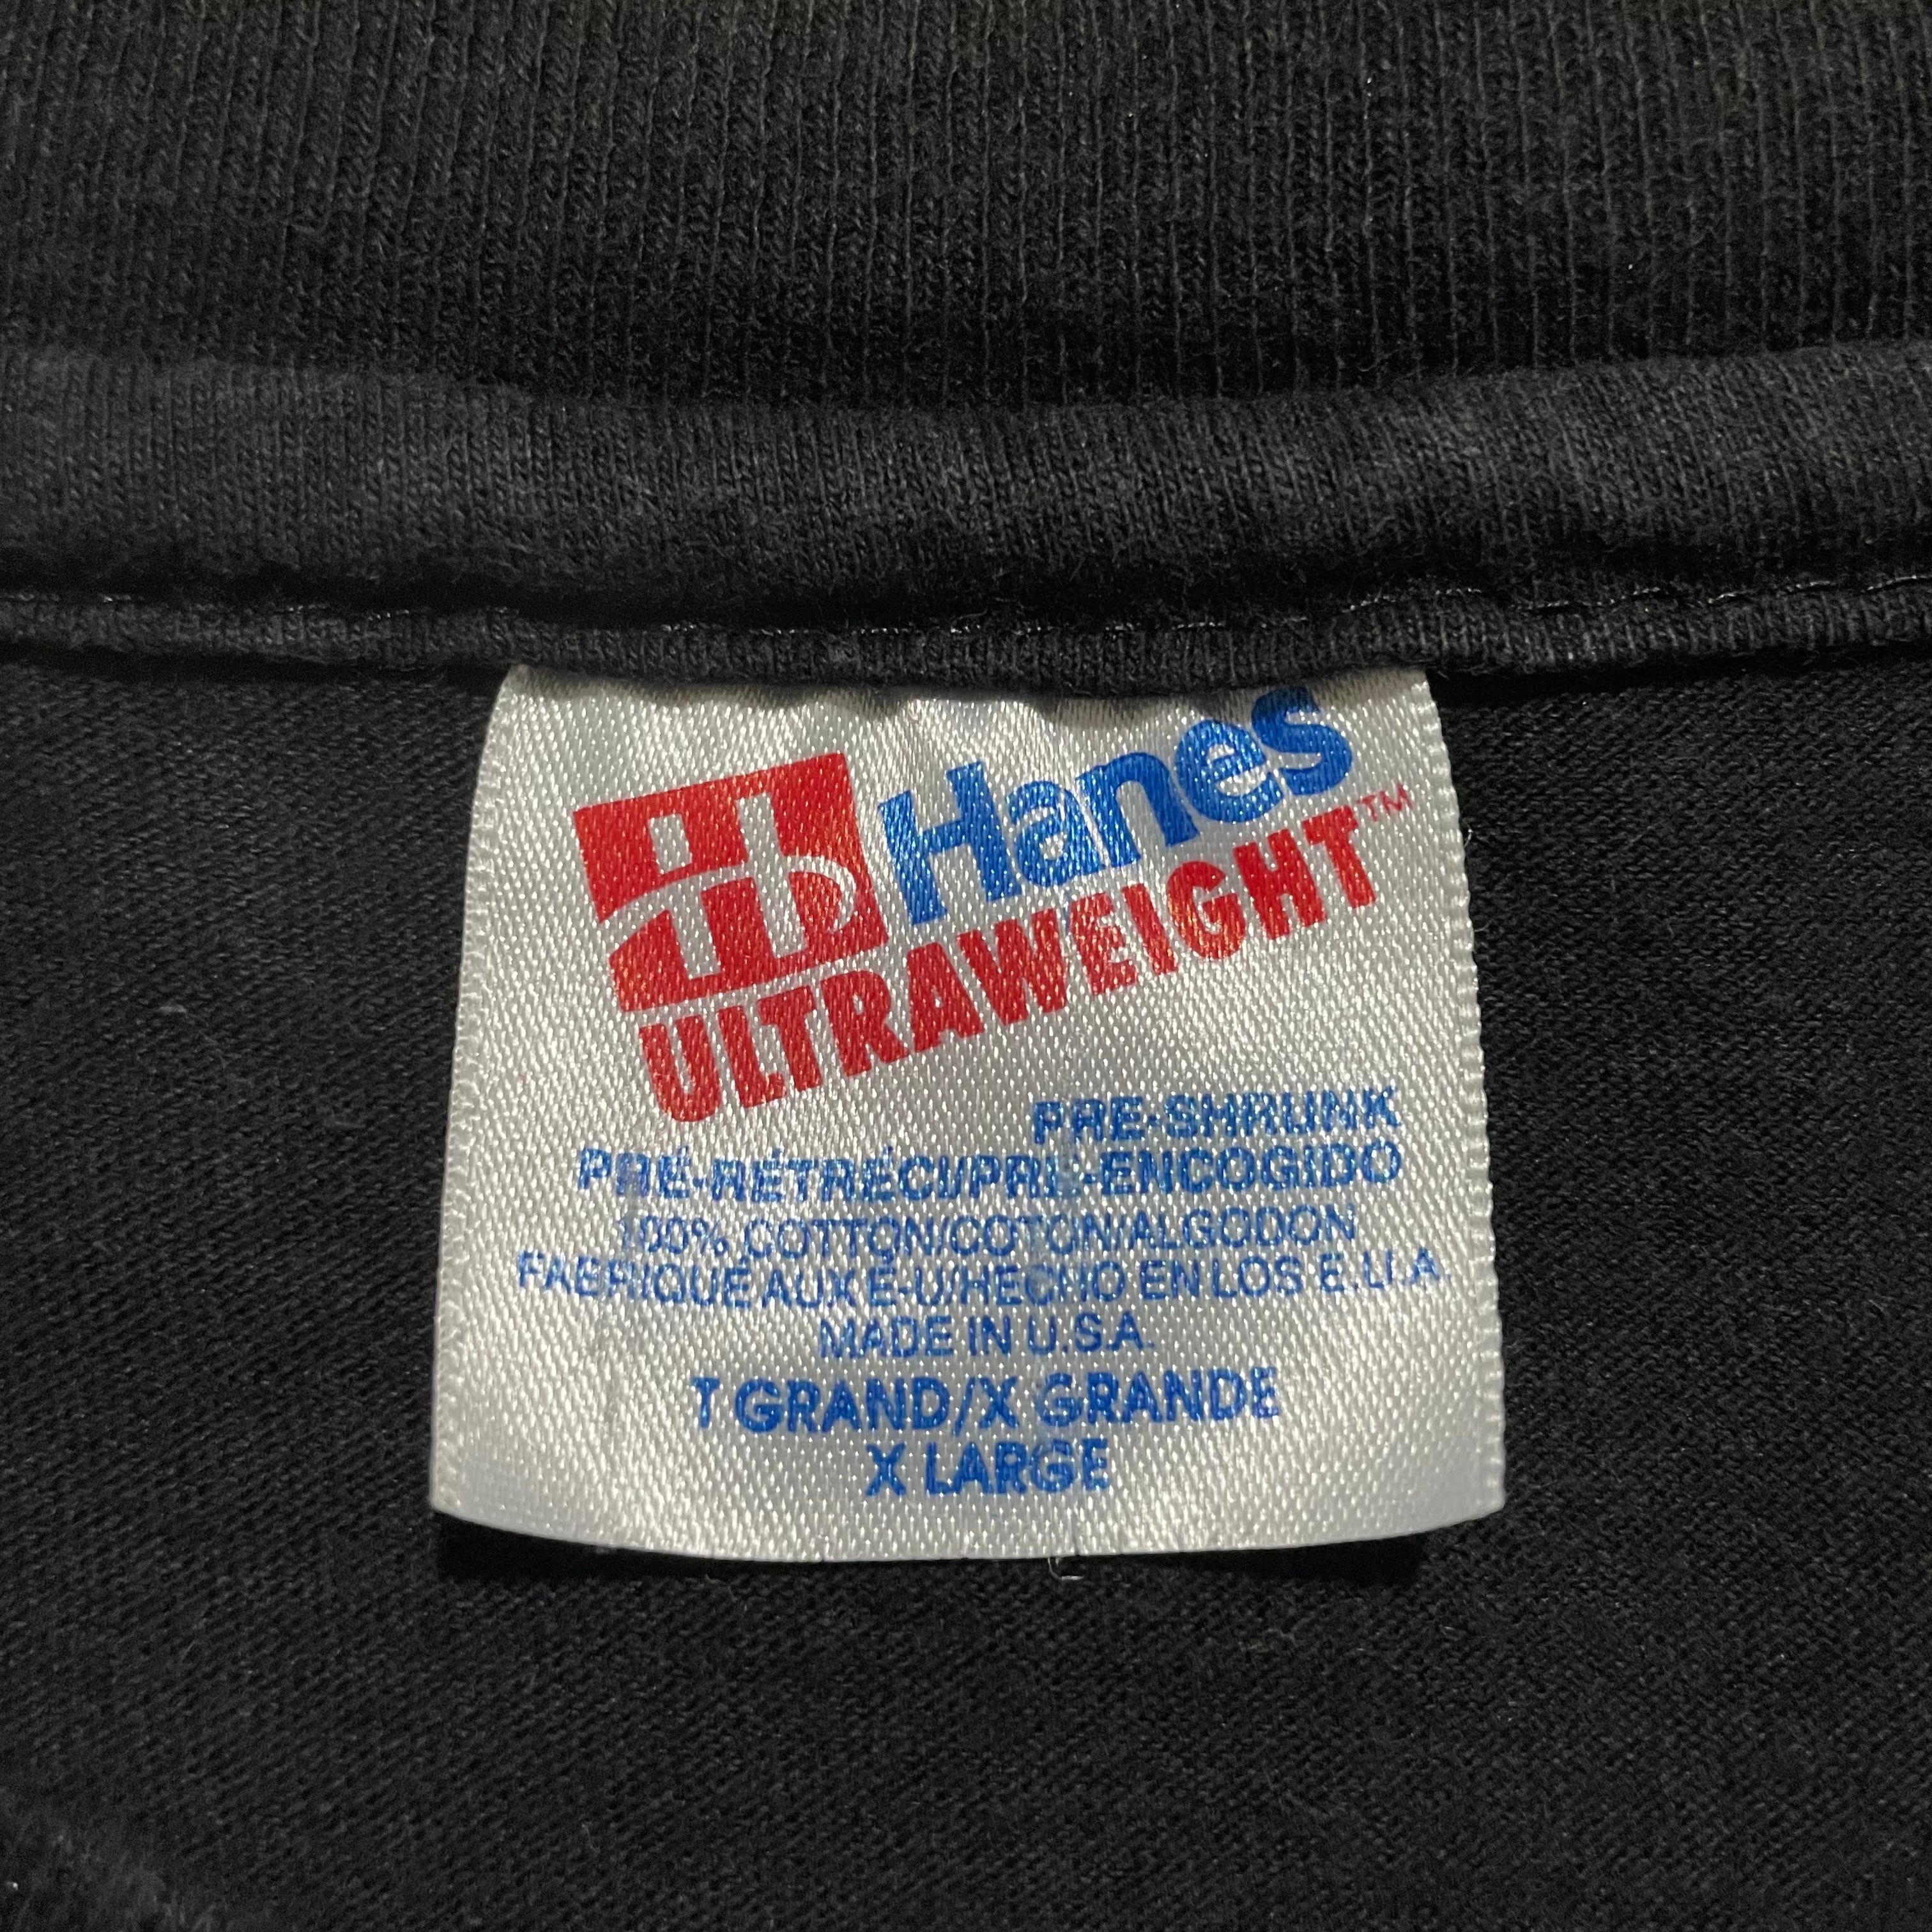 Hanes
ULTRAWEIGHT™
PRE-SHRUNK
PRÉ-RÉTRÉCI/PRE-ENCOGIDO
100% COTTON/COTON/ALGODON
FABRIQUE AUX E-U/HECHO EN LOS E.U.A.
MADE IN U.S.A.
T GRAND/X GRANDE
X LARGE